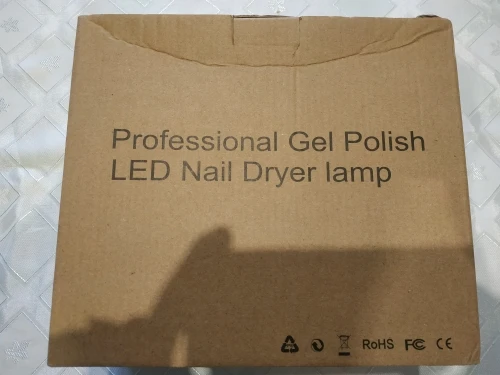 Professional Gel Polish
LED Nail Dryer lamp
RoHS FC CE